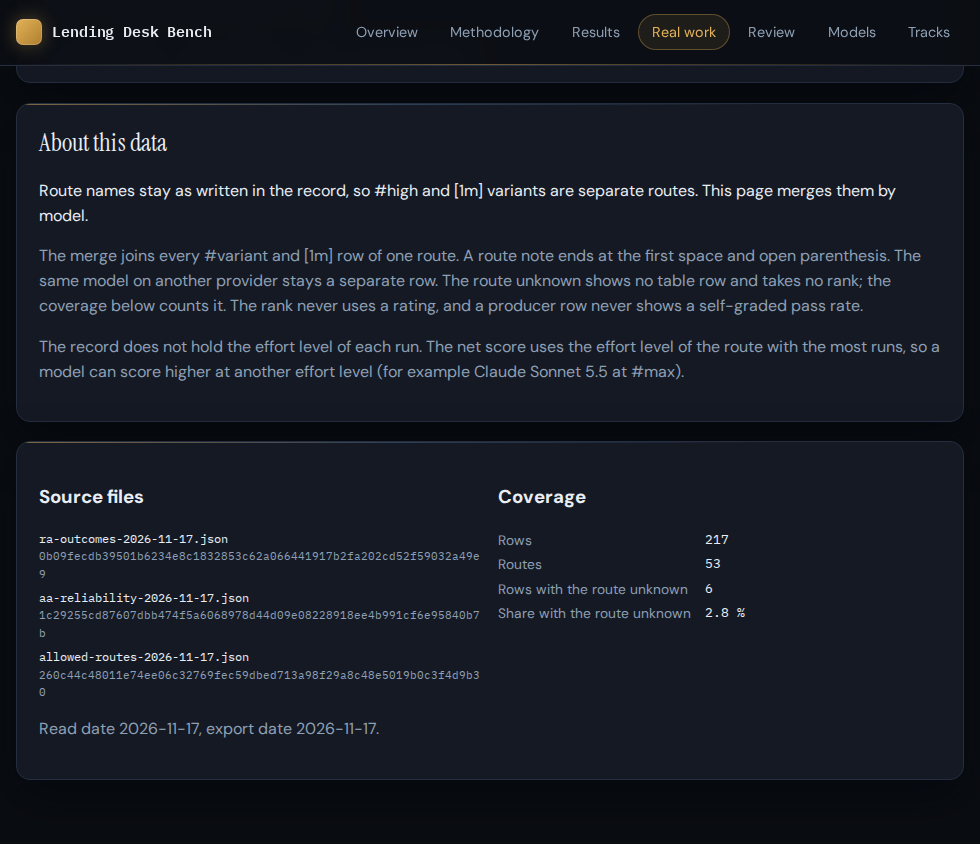 Lending Desk Bench
Overview
Methodology
Results
Real work
Review
Models
Tracks
About this data
Route names stay as written in the record, so #high and [1m] variants are separate routes. This page merges them by
model.
The merge joins every #variant and [1m] row of one route. A route note ends at the first space and open parenthesis. The
same model on another provider stays a separate row. The route unknown shows no table row and takes no rank; the
coverage below counts it. The rank never uses a rating, and a producer row never shows a self-graded pass rate.
The record does not hold the effort level of each run. The net score uses the effort level of the route with the most runs, so a
model can score higher at another effort level (for example Claude Sonnet 5.5 at #max).
Source files
ra-outcomes-2026-11-17.json
0b09fecdb39501b6234e8c1832853c62a066441917b2fa202cd52f59032a49e
9
aa-reliability-2026-11-17.json
1c29255cd87607dbb474f5a6068978d44d09e08228918ee4b991cf6e95840b7
b
allowed-routes-2026-11-17.json
260c44c48011e74ee06c32769fec59dbed713a98f29a8c48e5019b0c3f4d9b3
0
Read date 2026-11-17, export date 2026-11-17.
Coverage
Rows 217
Routes 53
Rows with the route unknown 6
Share with the route unknown 2.8 %